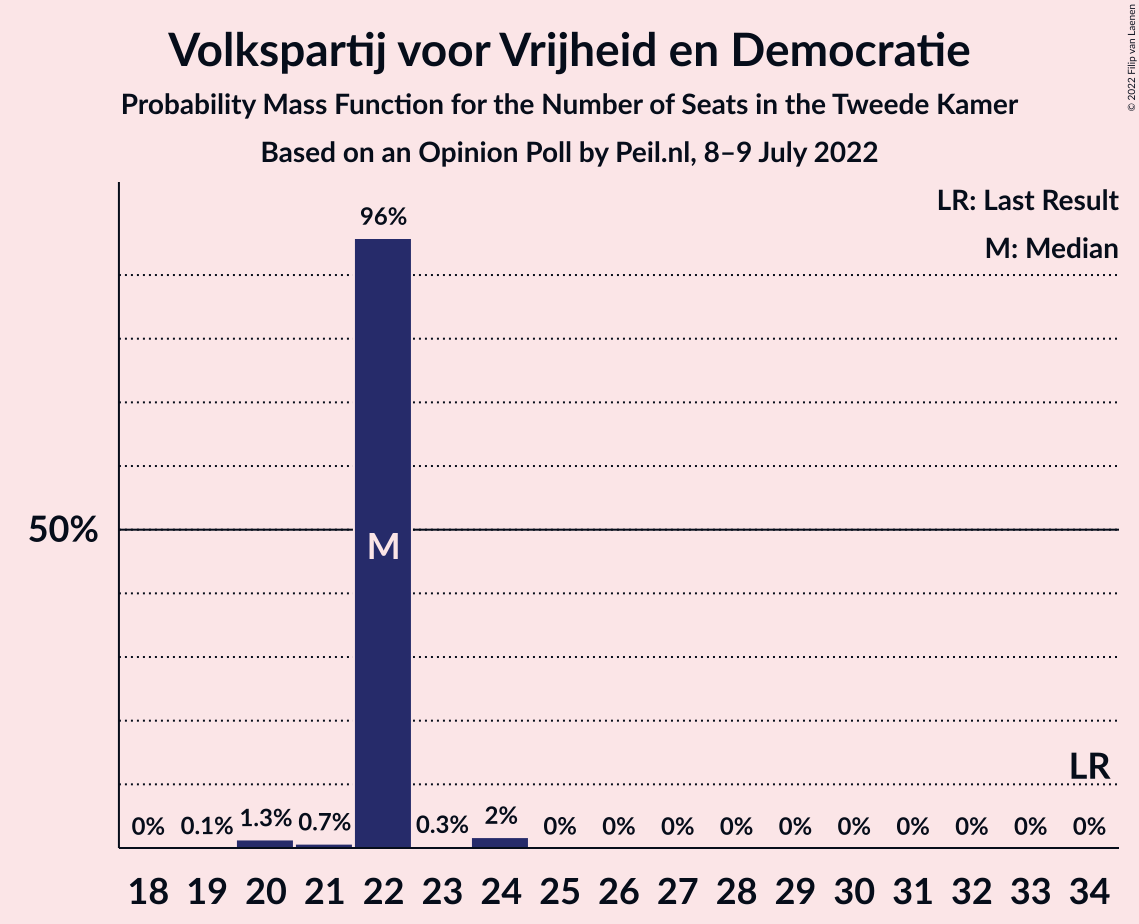 Volkspartij voor Vrijheid en Democratie
Probability Mass Function for the Number of Seats in the Tweede Kamer
Based on an Opinion Poll by Peil.nl, 8–9 July 2022
© 2022 Filip van Laenen
LR: Last Result
M: Median
96%
50%
M
LR
0% 0.1% 1.3% 0.7% 0.3% 2% 0% 0% 0% 0% 0% 0% 0% 0% 0% 0%
18 19 20 21 22 23 24 25 26 27 28 29 30 31 32 33 34